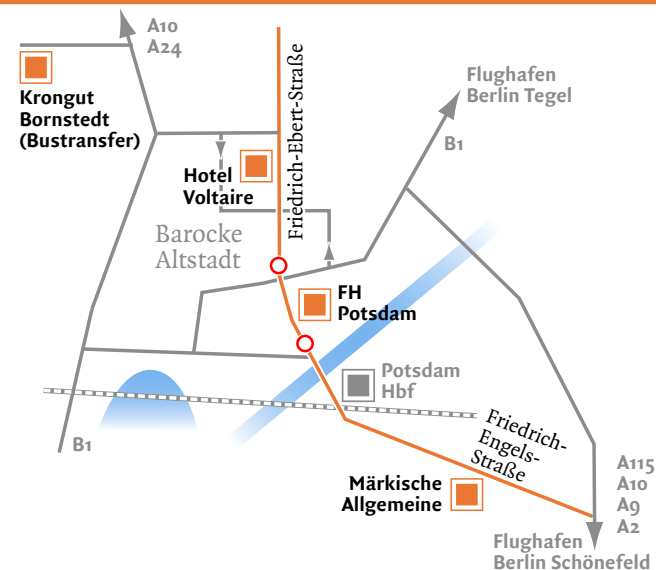 A10
A24
Krongut
Bornstedt
(Bustransfer)
Friedrich-Ebert-Straße
Flughafen
Berlin Tegel
B1
Hotel
Voltaire
Barocke
Altstadt
FH
Potsdam
Potsdam
Hbf
B1
Friedrich-
Engels-
Straße
Märkische
Allgemeine
A115
A10
A9
A2
Flughafen
Berlin Schönefeld